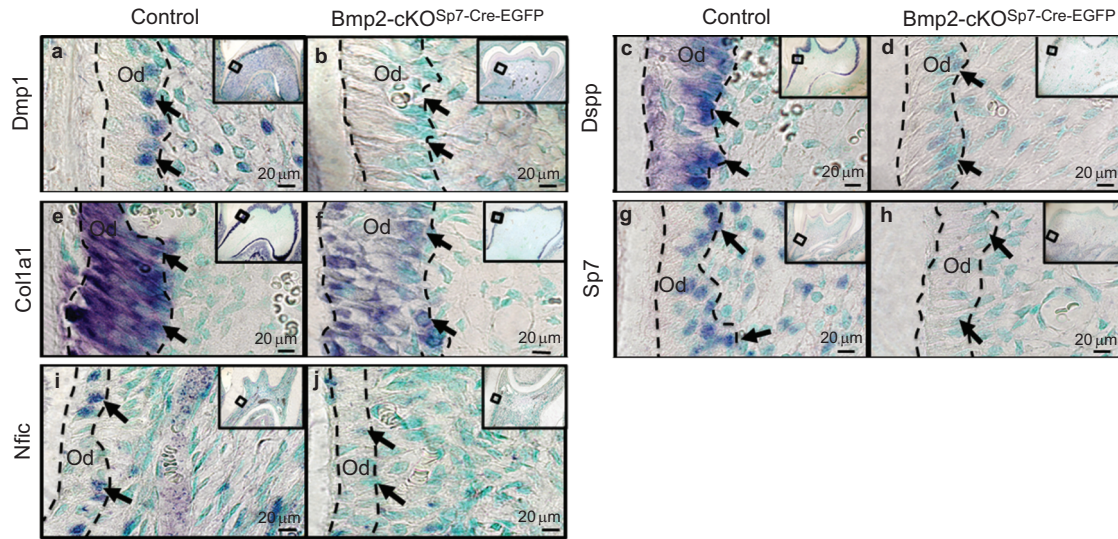 Control Bmp2-cKOSp7-Cre-EGFP Control Bmp2-cKOSp7-Cre-EGFP
Dmp1 a Od 20 μm b Od 20 μm Dspp c Od 20 μm d Od 20 μm
Col1a1 e Od 20 μm f Od 20 μm Sp7 g Od 20 μm h Od 20 μm
Nfic i Od 20 μm j Od 20 μm